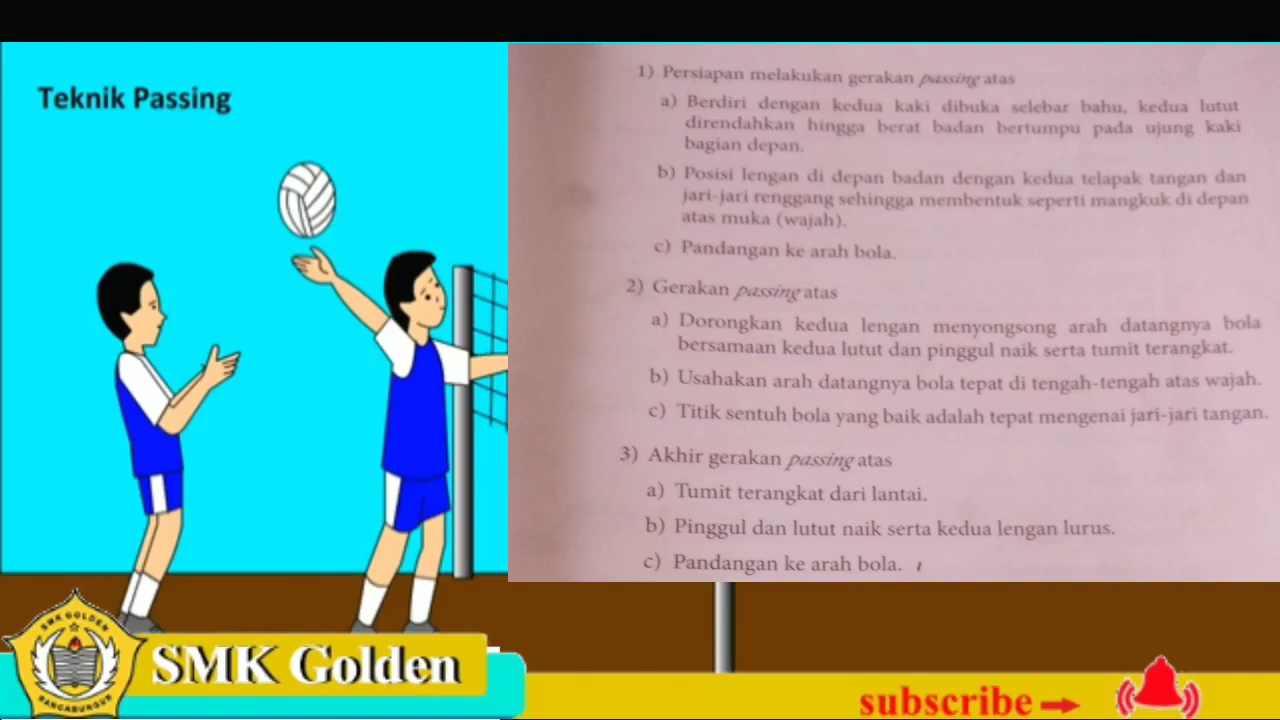 Teknik Passing
1) Persiapan melakukan gerakan passing atas
a) Berdiri dengan kedua kaki dibuka selebar bahu, kedua lutut
direndahkan hingga berat badan bertumpu pada ujung kaki
bagian depan.
b) Posisi lengan di depan badan dengan kedua telapak tangan dan
jari-jari renggang sehingga membentuk seperti mangkuk di depan
atas muka (wajah).
c) Pandangan ke arah bola.
2) Gerakan passing atas
a) Dorongkan kedua lengan menyongsong arah datangnya bola
bersamaan kedua lutut dan pinggul naik serta tumit terangkat.
b) Usahakan arah datangnya bola tepat di tengah-tengah atas wajah.
c) Titik sentuh bola yang baik adalah tepat mengenai jari-jari tangan.
3) Akhir gerakan passing atas
a) Tumit terangkat dari lantai.
b) Pinggul dan lutut naik serta kedua lengan lurus.
c) Pandangan ke arah bola.
SMK GOLDEN
RANCABUNGUR
SMK Golden
subscribe